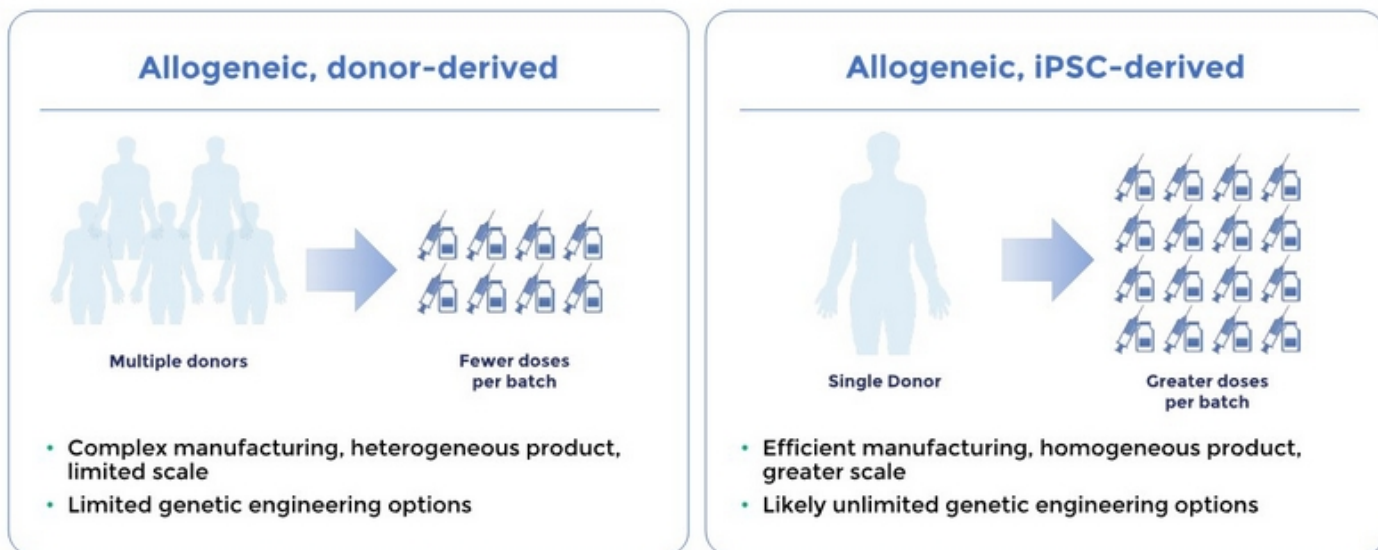 Allogeneic, donor-derived
Multiple donors
Fewer doses
per batch
• Complex manufacturing, heterogeneous product,
limited scale
• Limited genetic engineering options
Allogeneic, iPSC-derived
Single Donor
Greater doses
per batch
• Efficient manufacturing, homogeneous product,
greater scale
• Likely unlimited genetic engineering options